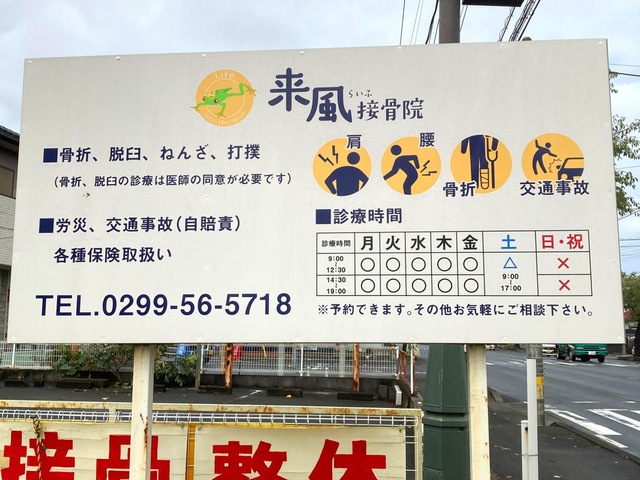 Life
来風 らいふ 接骨院
■骨折、脱臼、ねんざ、打撲
（骨折、脱臼の診療は医師の同意が必要です）
■労災、交通事故（自賠責）
各種保険取扱い
TEL.0299-56-5718
肩 腰 骨折 交通事故
■診療時間
診療時間 月 火 水 木 金 土 日・祝
9:00～12:30 ○ ○ ○ ○ ○ △ 9:00～17:00 ×
14:30～19:00 ○ ○ ○ ○ ○ ×
※予約できます。その他お気軽にご相談下さい。
接骨 整体